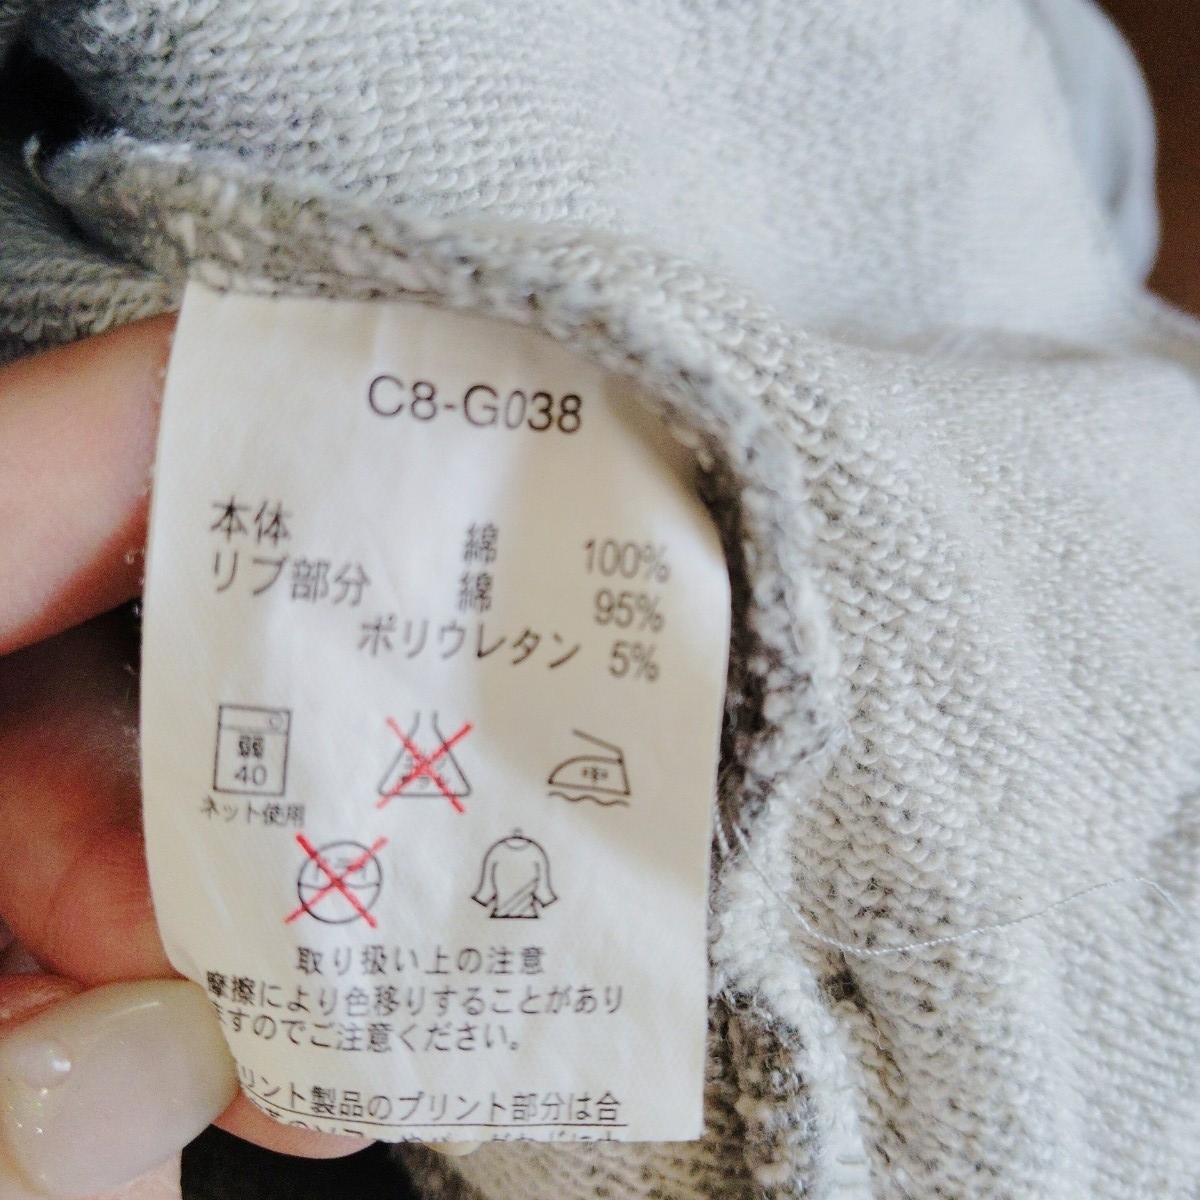 C8-G038
本体 綿 100%
リブ部分 綿 95%
ポリウレタン 5%
弱
40
ネット使用
中
取り扱い上の注意
摩擦により色移りすることがあり
ますのでご注意ください。
リント製品のプリント部分は合